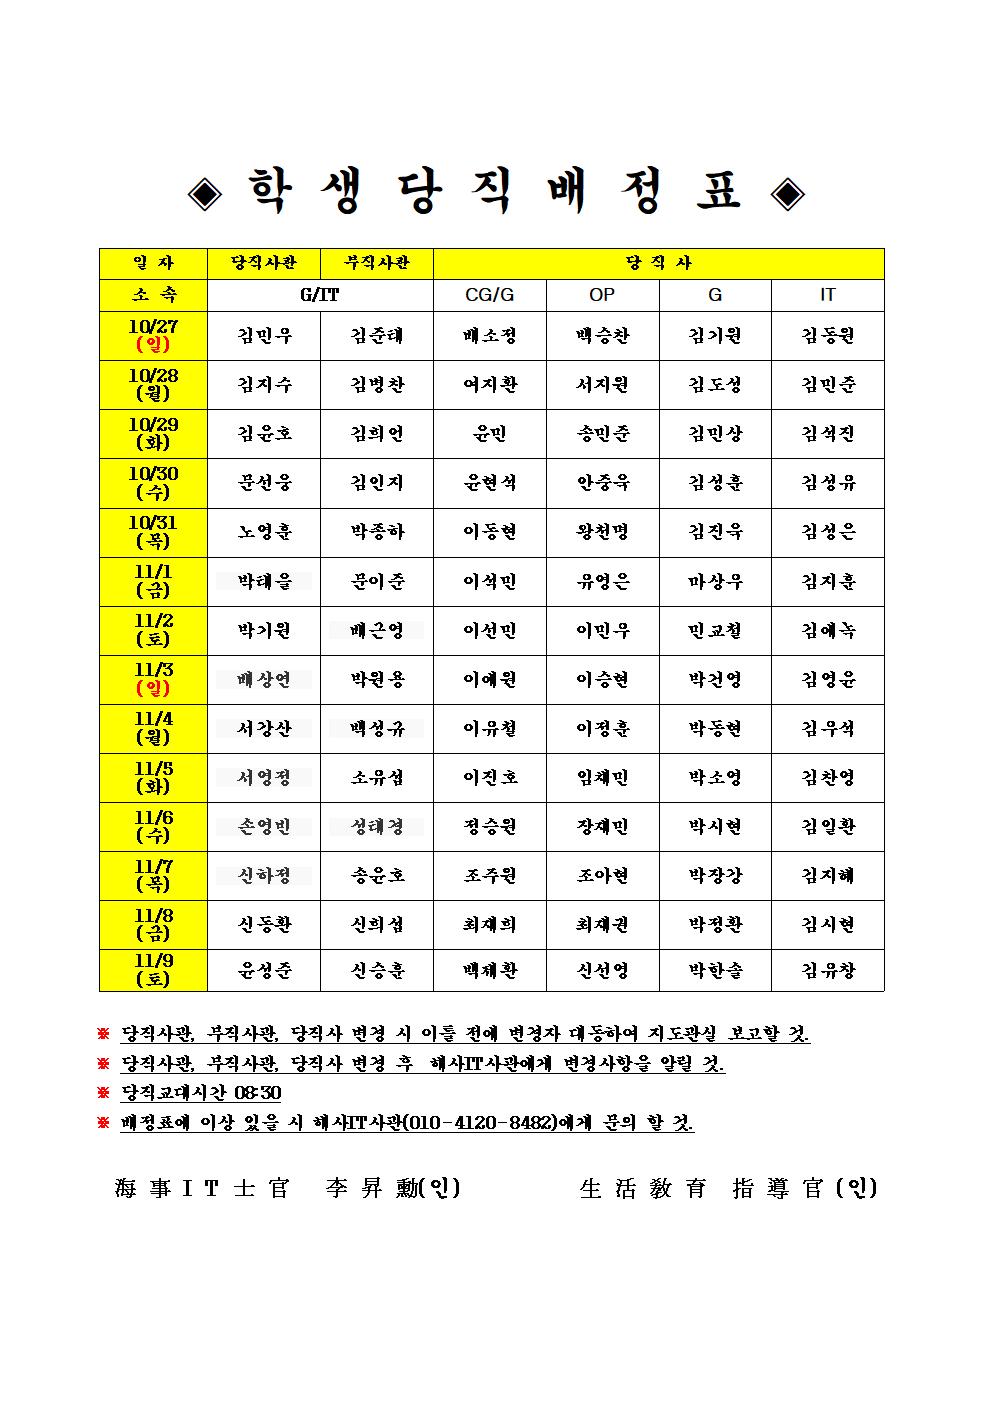 ◈ 학 생 당 직 배 정 표 ◈
일 자 당직사관 부직사관 당 직 사
소 속 G/IT CG/G OP G IT
10/27 (일) 김민우 김준태 배소정 백승찬 김기원 김동원
10/28 (월) 김지수 김병찬 여지환 서지원 김도성 김민준
10/29 (화) 김윤호 김희언 윤민 송민준 김민상 김석진
10/30 (수) 문선웅 김인지 윤현석 안중욱 김성훈 김성유
10/31 (목) 노영훈 박종하 이동현 왕천명 김진욱 김성은
11/1 (금) 박태을 문이준 이석민 유영은 마상우 김지훈
11/2 (토) 박기원 배근영 이선민 이민우 민교철 김예녹
11/3 (일) 배상연 박원용 이예원 이승현 박건영 김영윤
11/4 (월) 서강산 백성규 이유철 이정훈 박동현 김우석
11/5 (화) 서영정 소유섭 이진호 임채민 박소영 김찬영
11/6 (수) 손영빈 성태경 정승원 장재민 박시현 김일환
11/7 (목) 신하정 송윤호 조주원 조아현 박장강 김지혜
11/8 (금) 신동환 신희섭 최재희 최재권 박정환 김시현
11/9 (토) 윤성준 신승훈 백채환 신선영 박한솔 김유창
※ 당직사관, 부직사관, 당직사 변경 시 이틀 전에 변경자 대동하여 지도관실 보고할 것.
※ 당직사관, 부직사관, 당직사 변경 후 해사IT사관에게 변경사항을 알릴 것.
※ 당직교대시간 08:30
※ 배정표에 이상 있을 시 해사IT사관(010-4120-8482)에게 문의 할 것.
海 事 I T 士 官 李 昇 勳(인) 生 活 敎 育 指 導 官 (인)